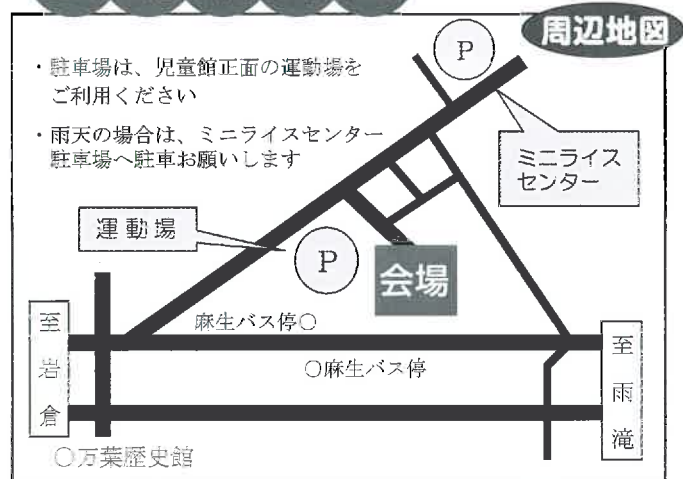 周辺地図
・駐車場は、児童館正面の運動場を
ご利用ください
・雨天の場合は、ミニライスセンター
駐車場へ駐車お願いします
P
ミニライス
センター
運動場
P
会場
麻生バス停○
○麻生バス停
至岩倉
至雨滝
○万葉歴史館